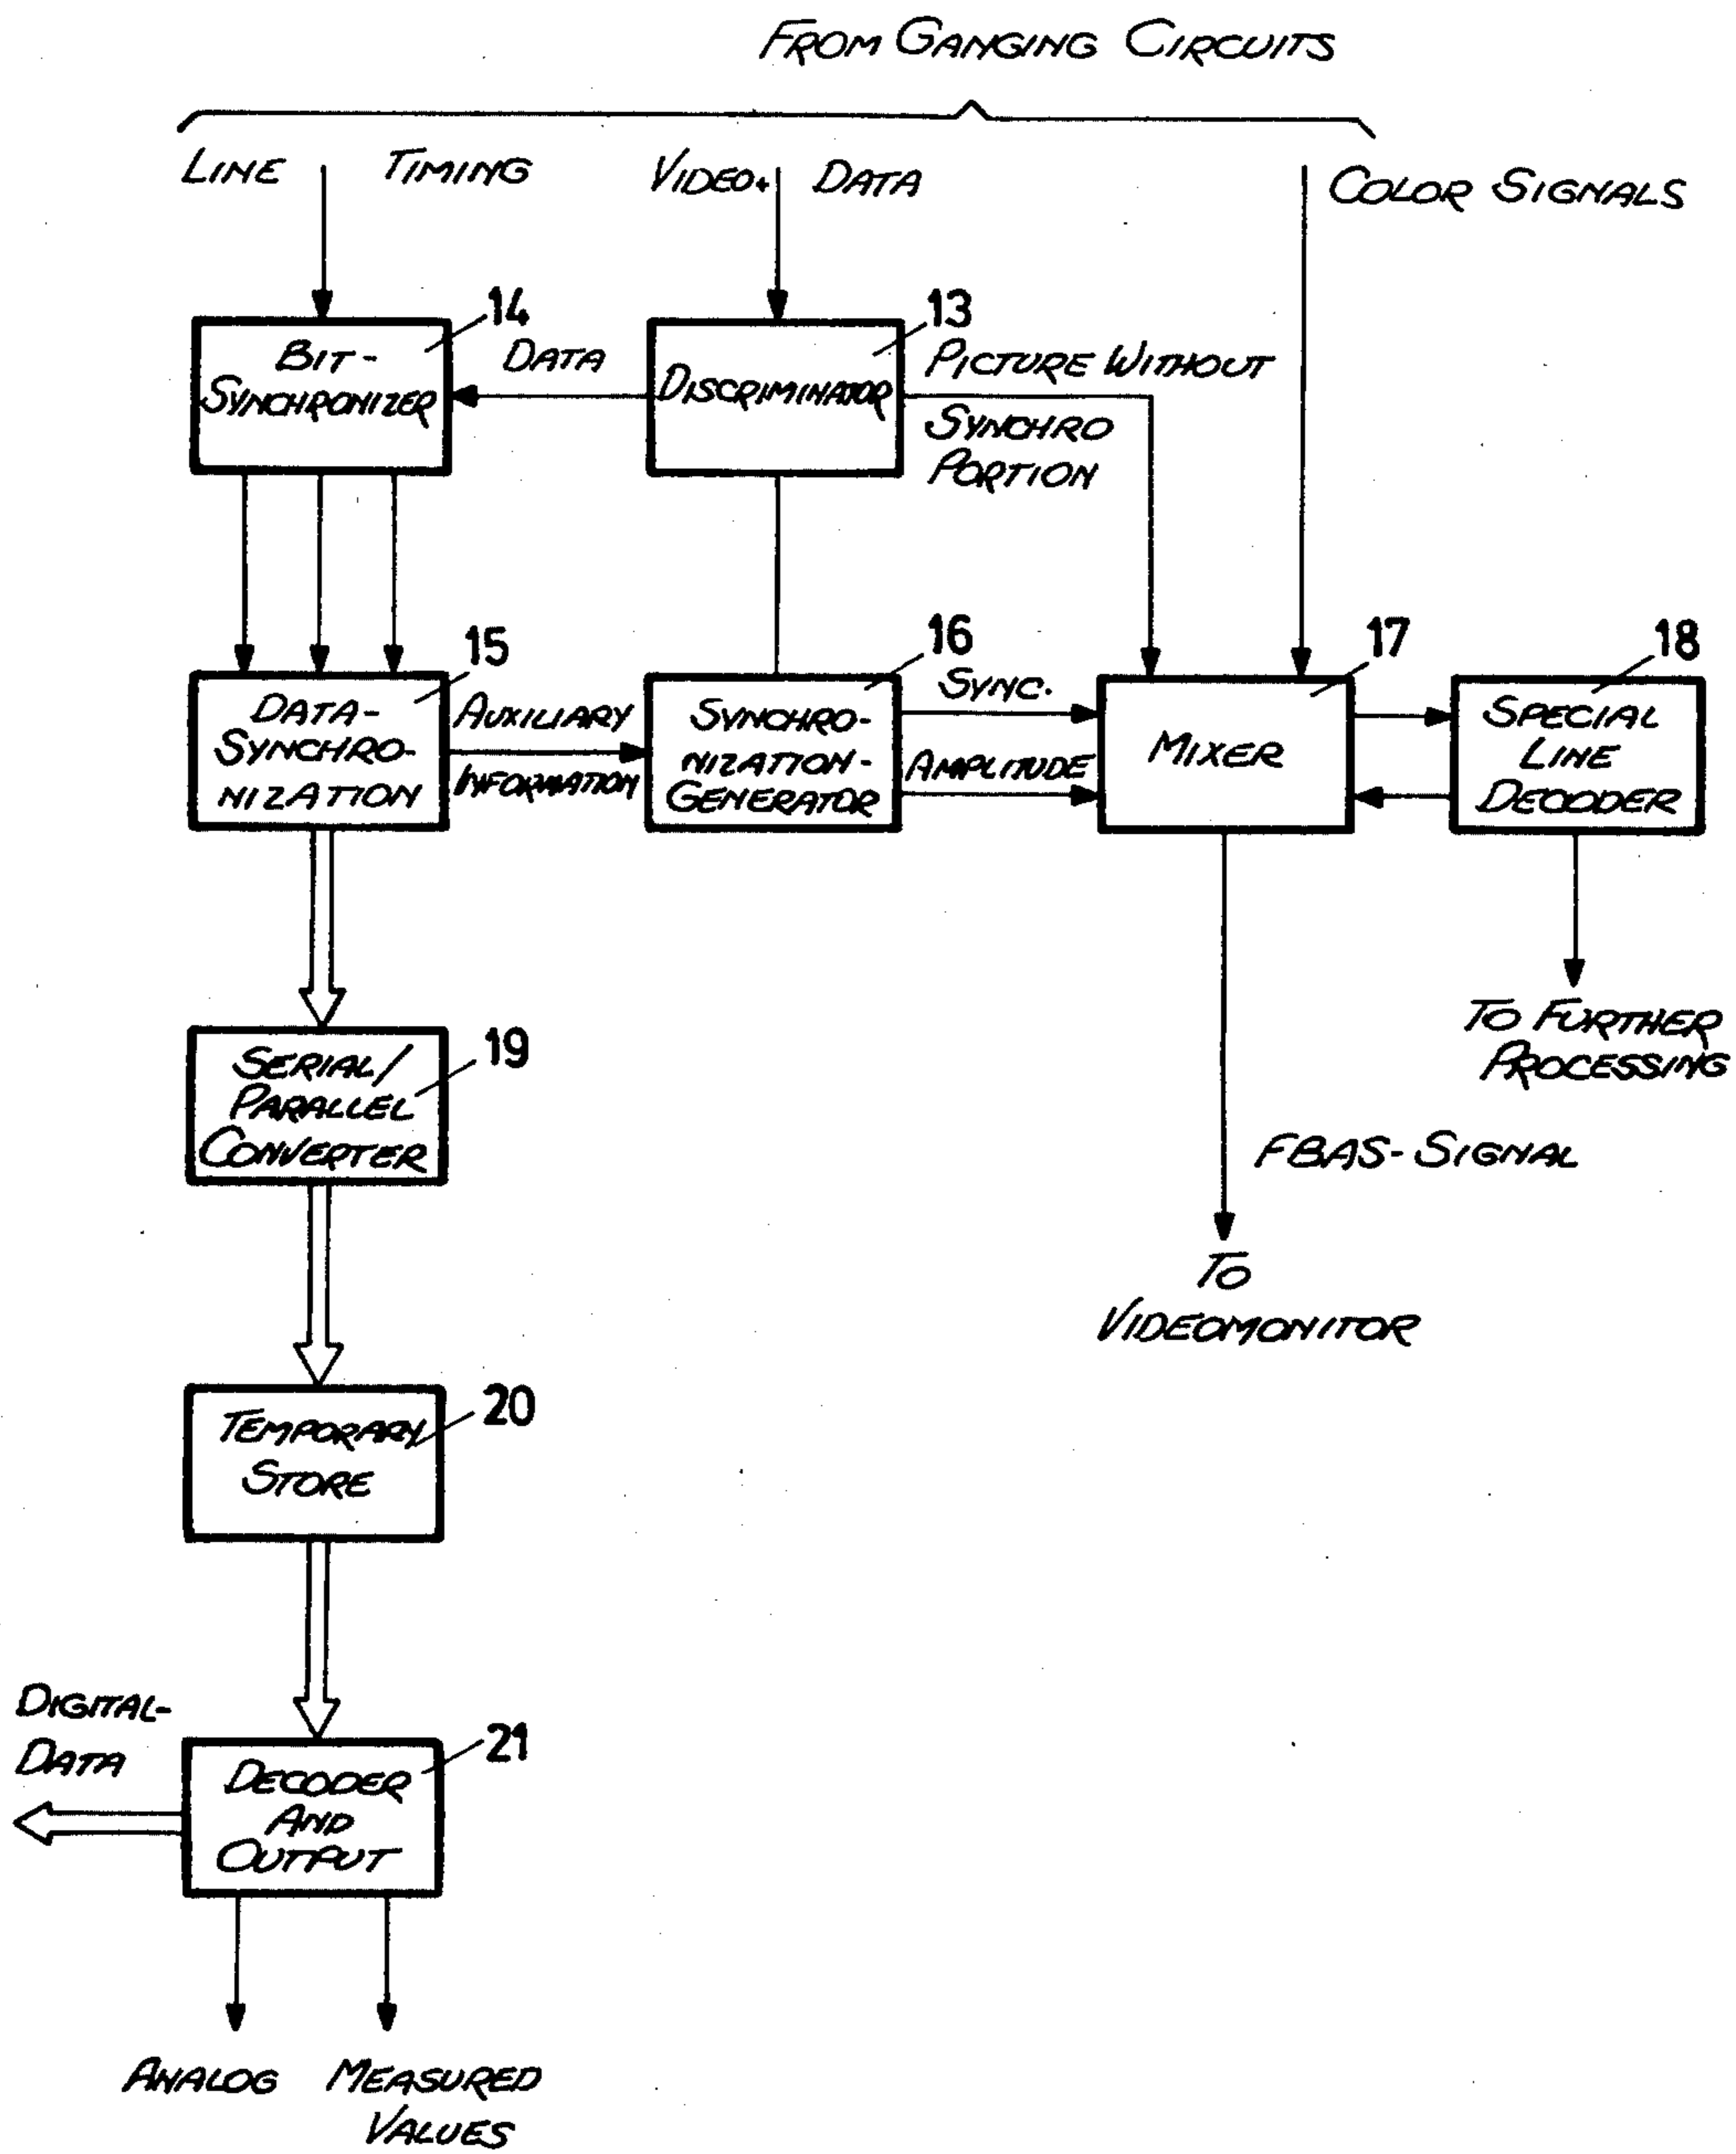 FROM GANGING CIRCUITS
LINE TIMING
VIDEO+ DATA
COLOR SIGNALS
14
BIT-
SYNCHRONIZER
DATA
13
DISCRIMINATOR
PICTURE WITHOUT
SYNCHRO
PORTION
15
DATA-
SYNCHRO-
NIZATION
AUXILIARY
INFORMATION
16
SYNCHRO-
NIZATION-
GENERATOR
SYNC.
AMPLITUDE
17
MIXER
18
SPECIAL
LINE
DECODER
TO FURTHER
PROCESSING
FBAS-SIGNAL
TO
VIDEOMONITOR
19
SERIAL/
PARALLEL
CONVERTER
20
TEMPORARY
STORE
DIGITAL-
DATA
21
DECODER
AND
OUTPUT
ANALOG MEASURED
VALUES